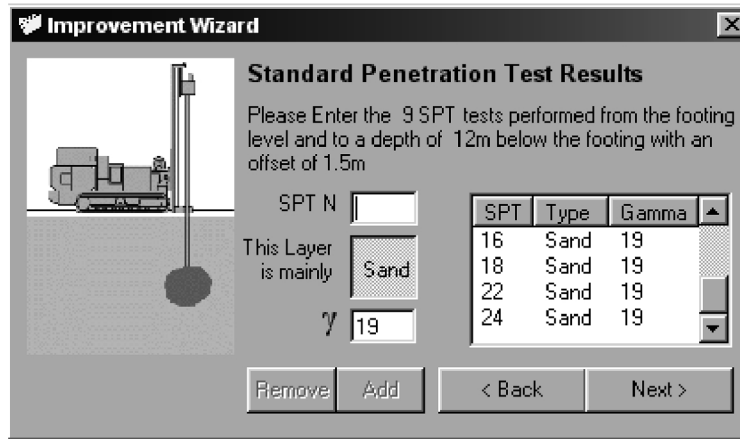 Improvement Wizard
Standard Penetration Test Results
Please Enter the 9 SPT tests performed from the footing
level and to a depth of 12m below the footing with an
offset of 1.5m
SPT N
This Layer
is mainly
Sand
γ
19
SPT Type Gamma
16 Sand 19
18 Sand 19
22 Sand 19
24 Sand 19
Remove Add < Back Next >